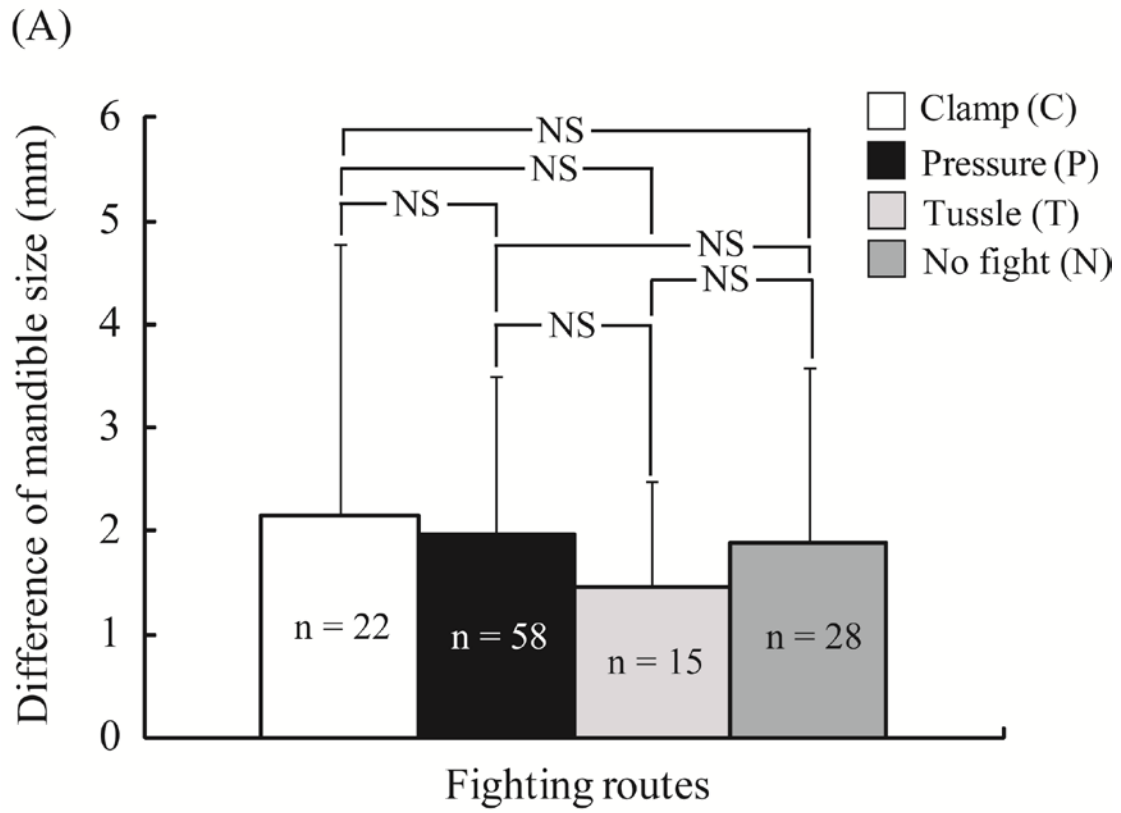 (A)
Difference of mandible size (mm)
6
5
4
3
2
1
0
NS
NS
NS
NS
NS
NS
n = 22
n = 58
n = 15
n = 28
Fighting routes
Clamp (C)
Pressure (P)
Tussle (T)
No fight (N)